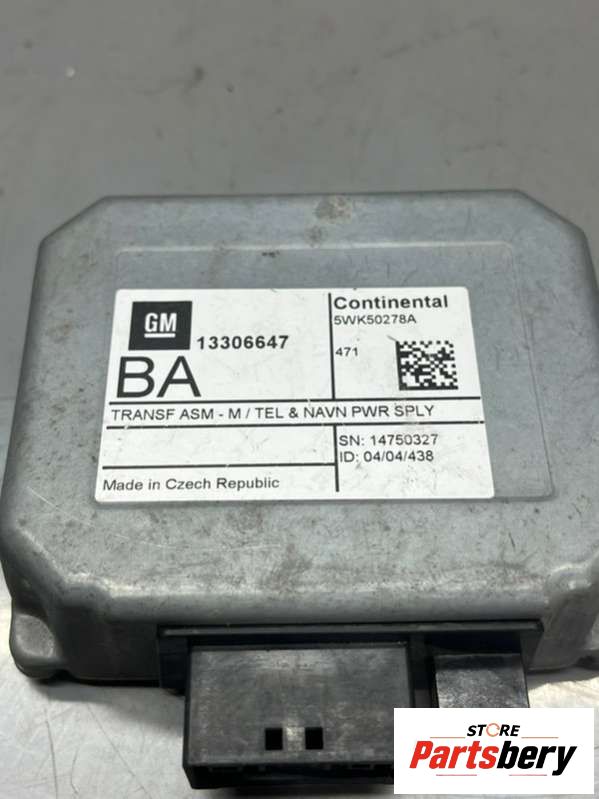 GM 13306647
BA
Continental
5WK50278A
471
TRANSF ASM - M / TEL & NAVN PWR SPLY
SN: 14750327
ID: 04/04/438
Made in Czech Republic
STORE
Partsbery